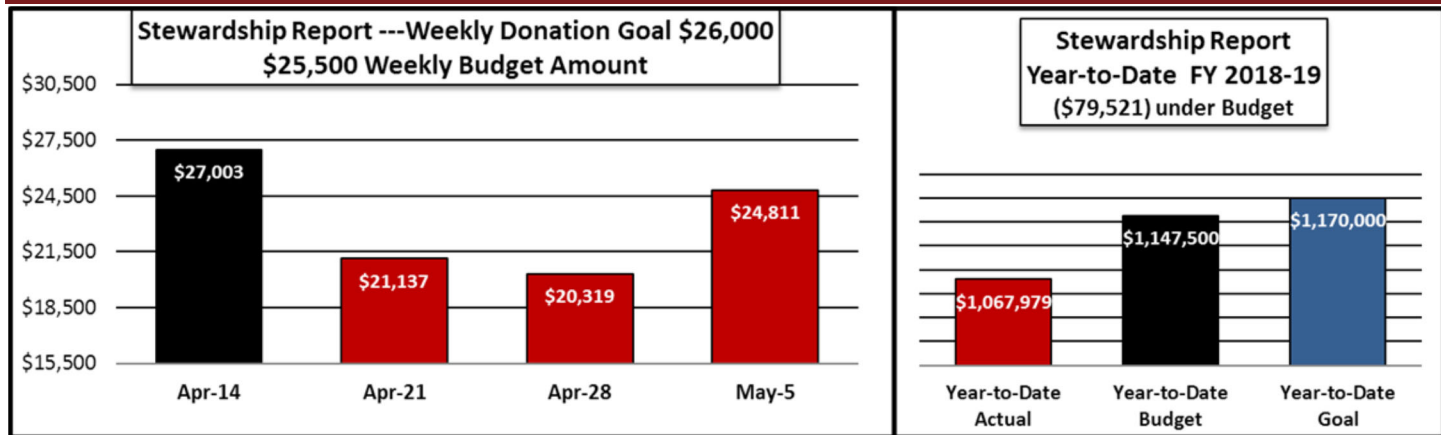 Stewardship Report ---Weekly Donation Goal $26,000
$25,500 Weekly Budget Amount
$30,500
$27,500
$24,500
$21,500
$18,500
$15,500
$27,003
$21,137
$20,319
$24,811
Apr-14
Apr-21
Apr-28
May-5
Stewardship Report
Year-to-Date FY 2018-19
($79,521) under Budget
$1,067,979
$1,147,500
$1,170,000
Year-to-Date
Actual
Year-to-Date
Budget
Year-to-Date
Goal